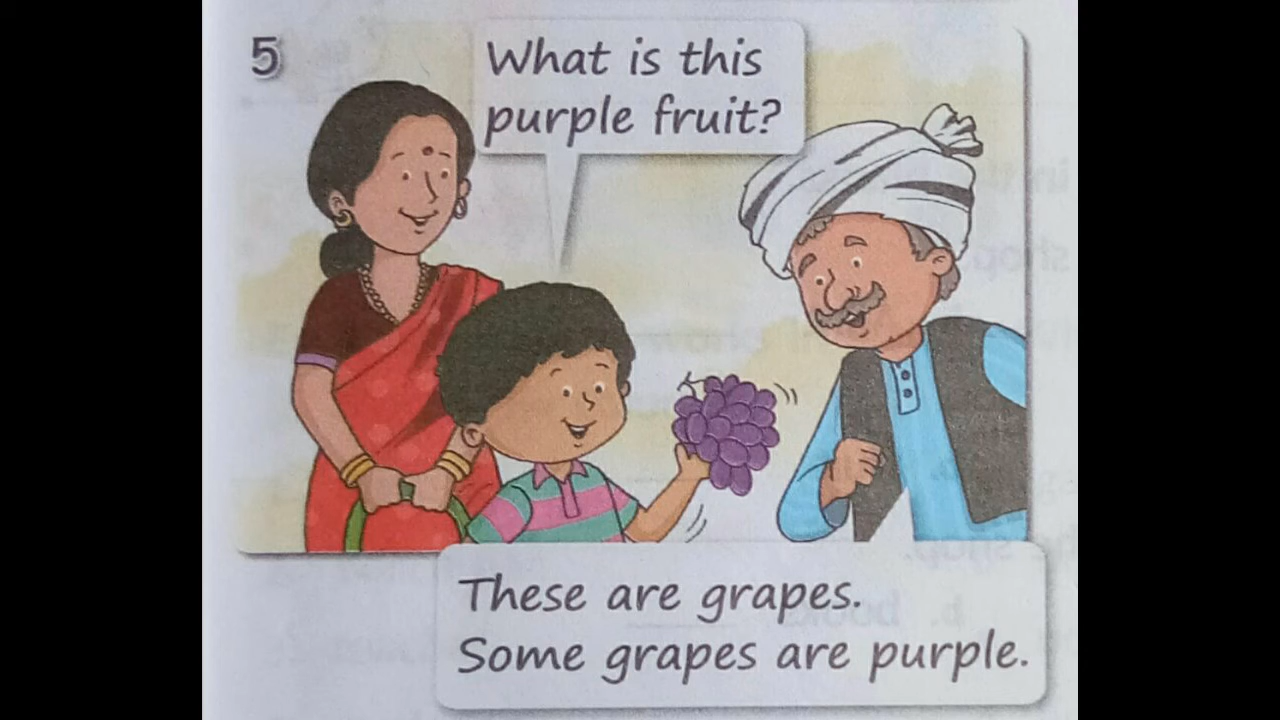 5
What is this
purple fruit?
These are grapes.
Some grapes are purple.